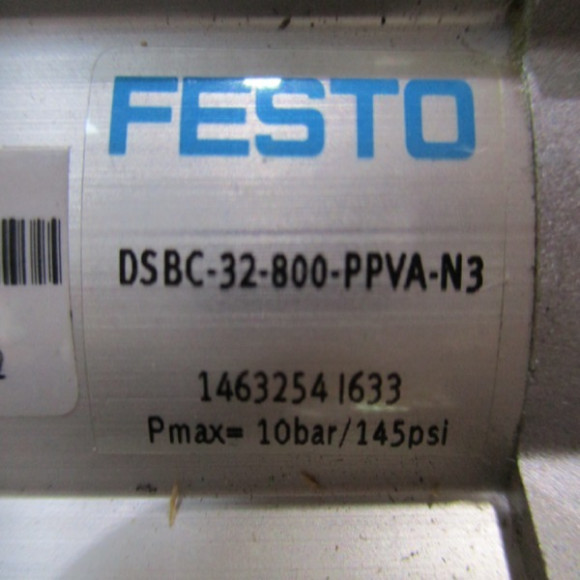 FESTO
DSBC-32-800-PPVA-N3
1463254 I633
Pmax= 10bar/145psi